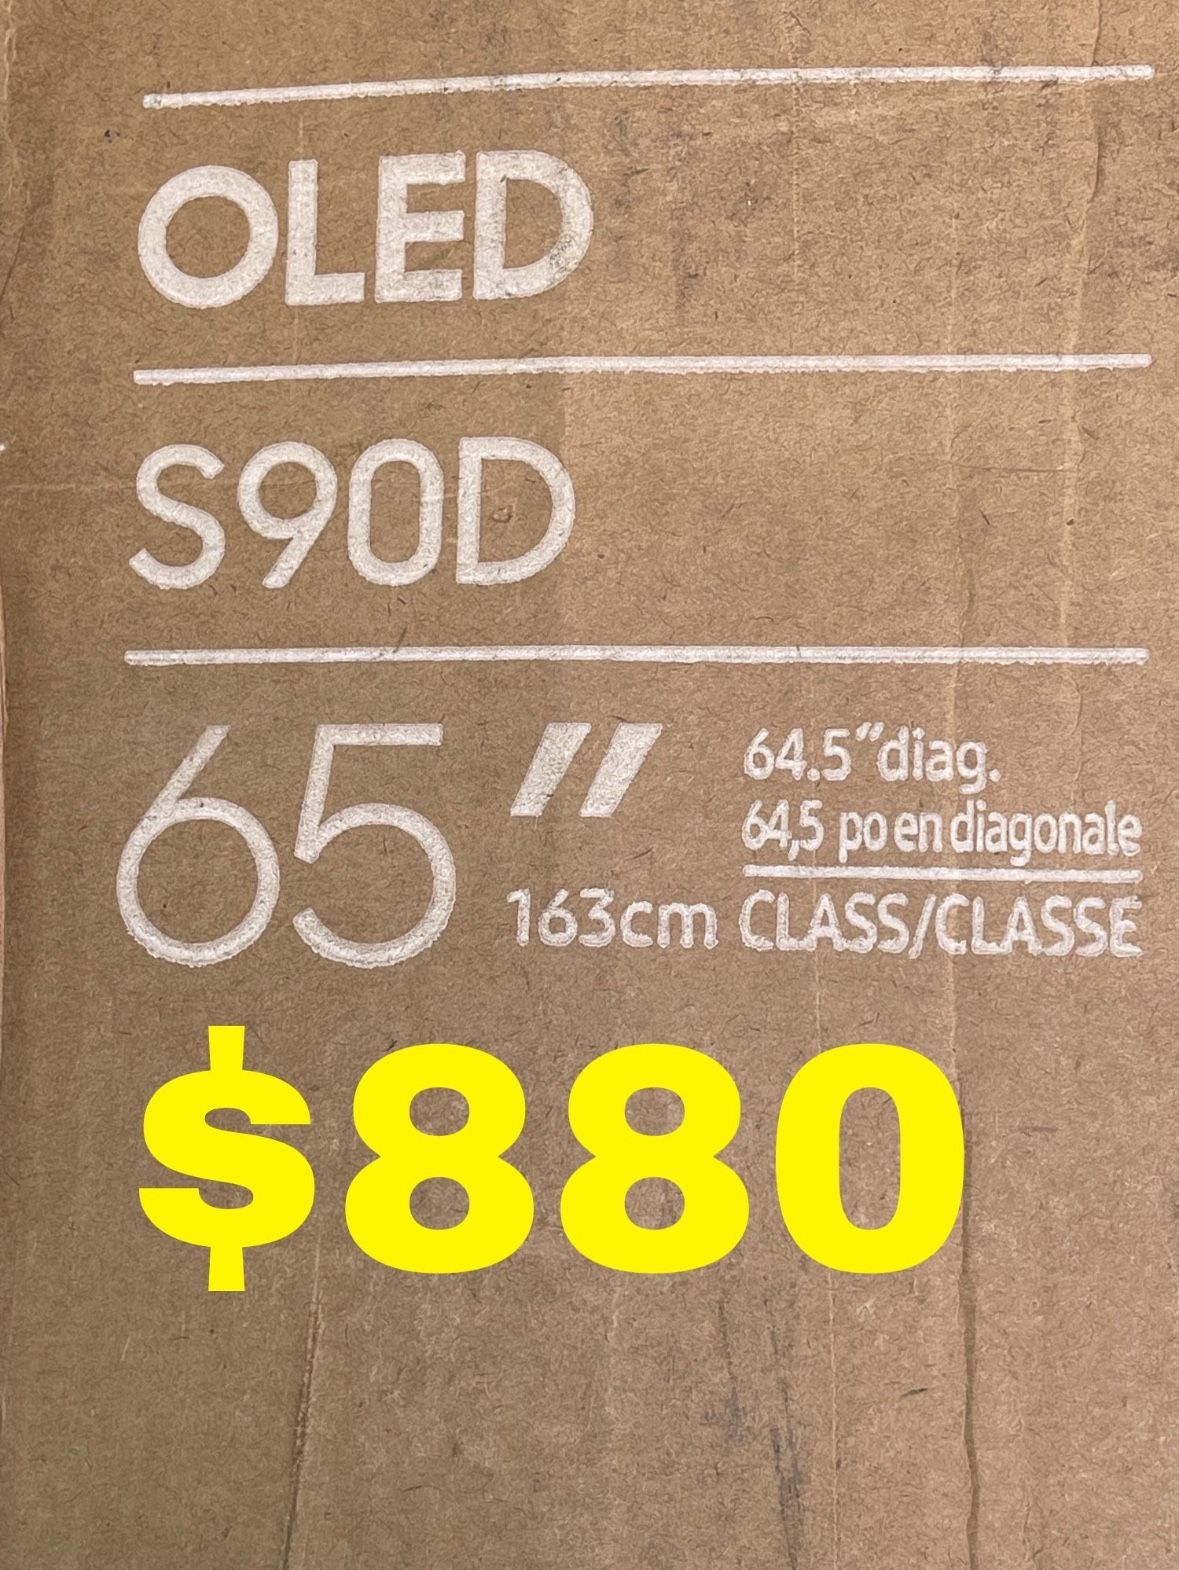 OLED
S90D
65" 64.5"diag.
64,5 po en diagonale
163cm CLASS/CLASSE
$880